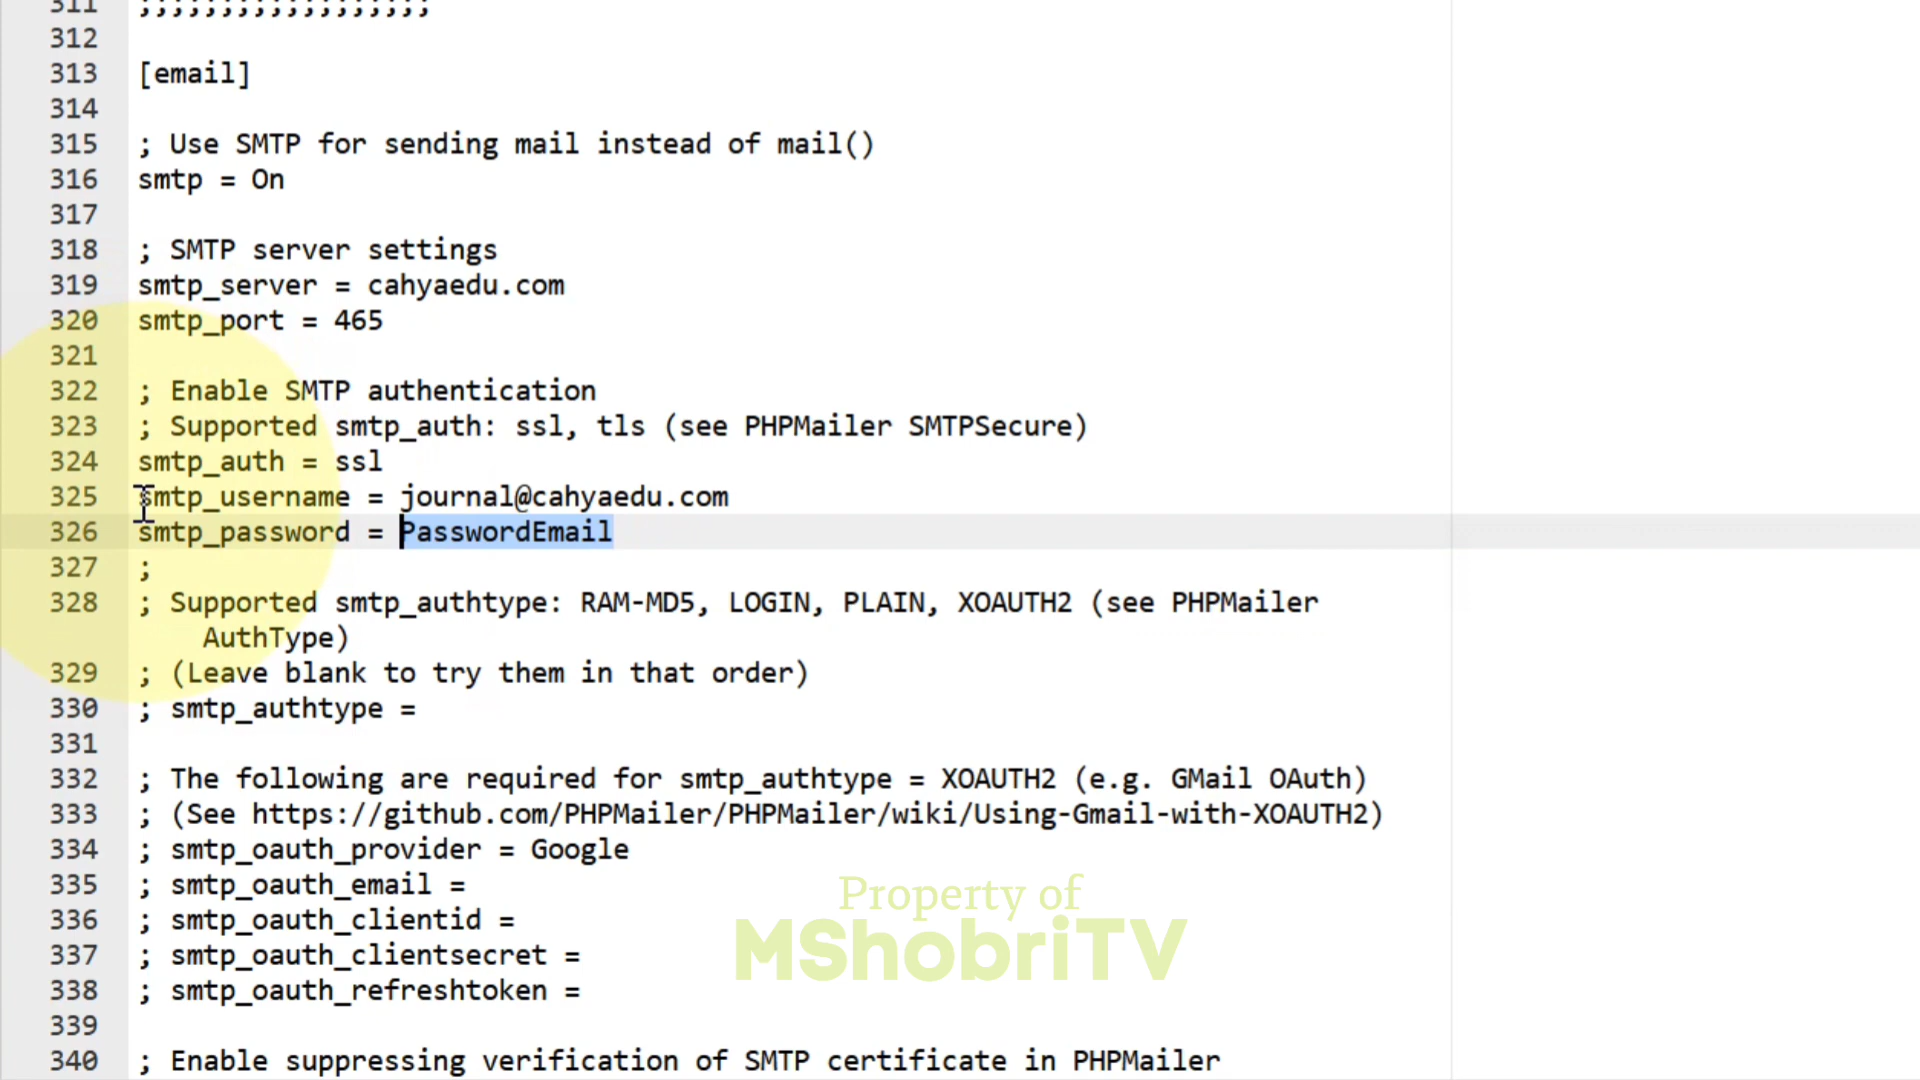 311 ;;;;;;;;;;;;;;;;;;
312
313 [email]
314
315 ; Use SMTP for sending mail instead of mail()
316 smtp = On
317
318 ; SMTP server settings
319 smtp_server = cahyaedu.com
320 smtp_port = 465
321
322 ; Enable SMTP authentication
323 ; Supported smtp_auth: ssl, tls (see PHPMailer SMTPSecure)
324 smtp_auth = ssl
325 smtp_username = journal@cahyaedu.com
326 smtp_password = PasswordEmail
327 ;
328 ; Supported smtp_authtype: RAM-MD5, LOGIN, PLAIN, XOAUTH2 (see PHPMailer
AuthType)
329 ; (Leave blank to try them in that order)
330 ; smtp_authtype =
331
332 ; The following are required for smtp_authtype = XOAUTH2 (e.g. GMail OAuth)
333 ; (See https://github.com/PHPMailer/PHPMailer/wiki/Using-Gmail-with-XOAUTH2)
334 ; smtp_oauth_provider = Google
335 ; smtp_oauth_email =
336 ; smtp_oauth_clientid =
337 ; smtp_oauth_clientsecret =
338 ; smtp_oauth_refreshtoken =
339
340 ; Enable suppressing verification of SMTP certificate in PHPMailer
Property of
MShobriTV